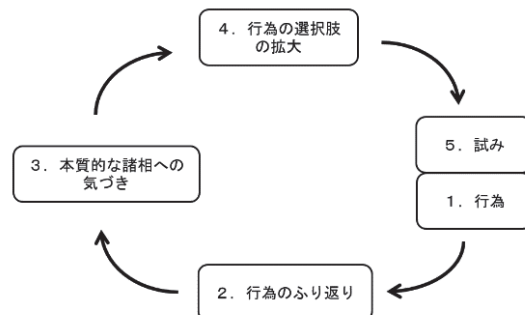 4．行為の選択肢
の拡大
5．試み
3．本質的な諸相への
気づき
1．行為
2．行為のふり返り